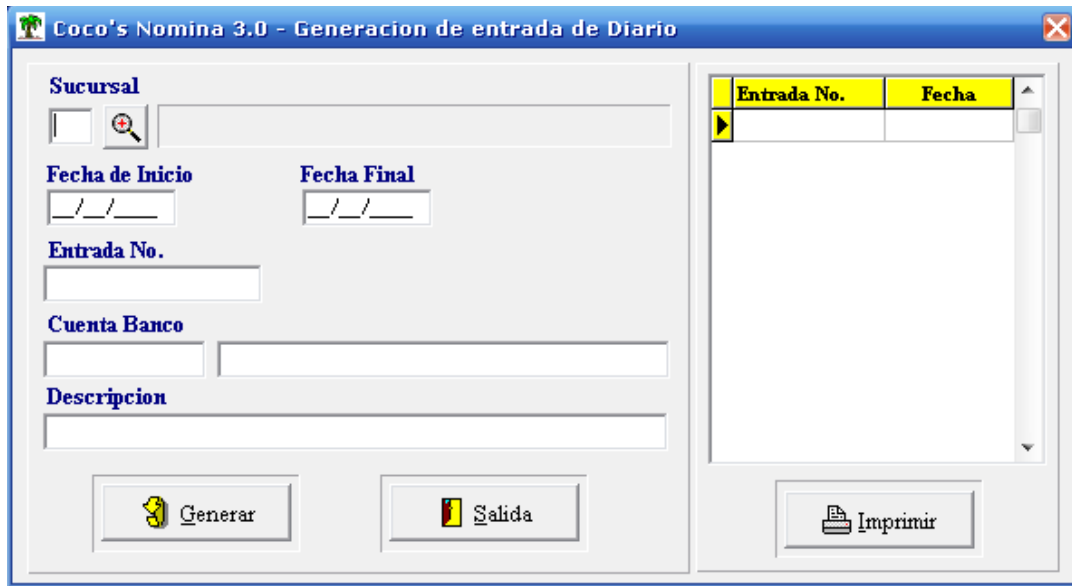 Coco's Nomina 3.0 - Generacion de entrada de Diario
Sucursal
Fecha de Inicio Fecha Final
__/__/____ __/__/____
Entrada No.
Cuenta Banco
Descripcion
Generar Salida
Entrada No. Fecha
Imprimir